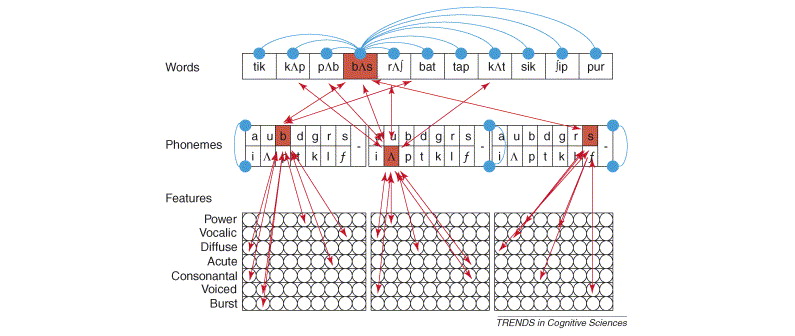 Words tik kʌp pʌb bʌs rʌʃ bat tap kʌt sik ʃip pur
a u b d g r s u b d g r s a u b d g r s
Phonemes - - -
i ʌ p t k l ʃ i ʌ p t k l ʃ i ʌ p t k ʃ
Features
Power
Vocalic
Diffuse
Acute
Consonantal
Voiced
Burst
TRENDS in Cognitive Sciences